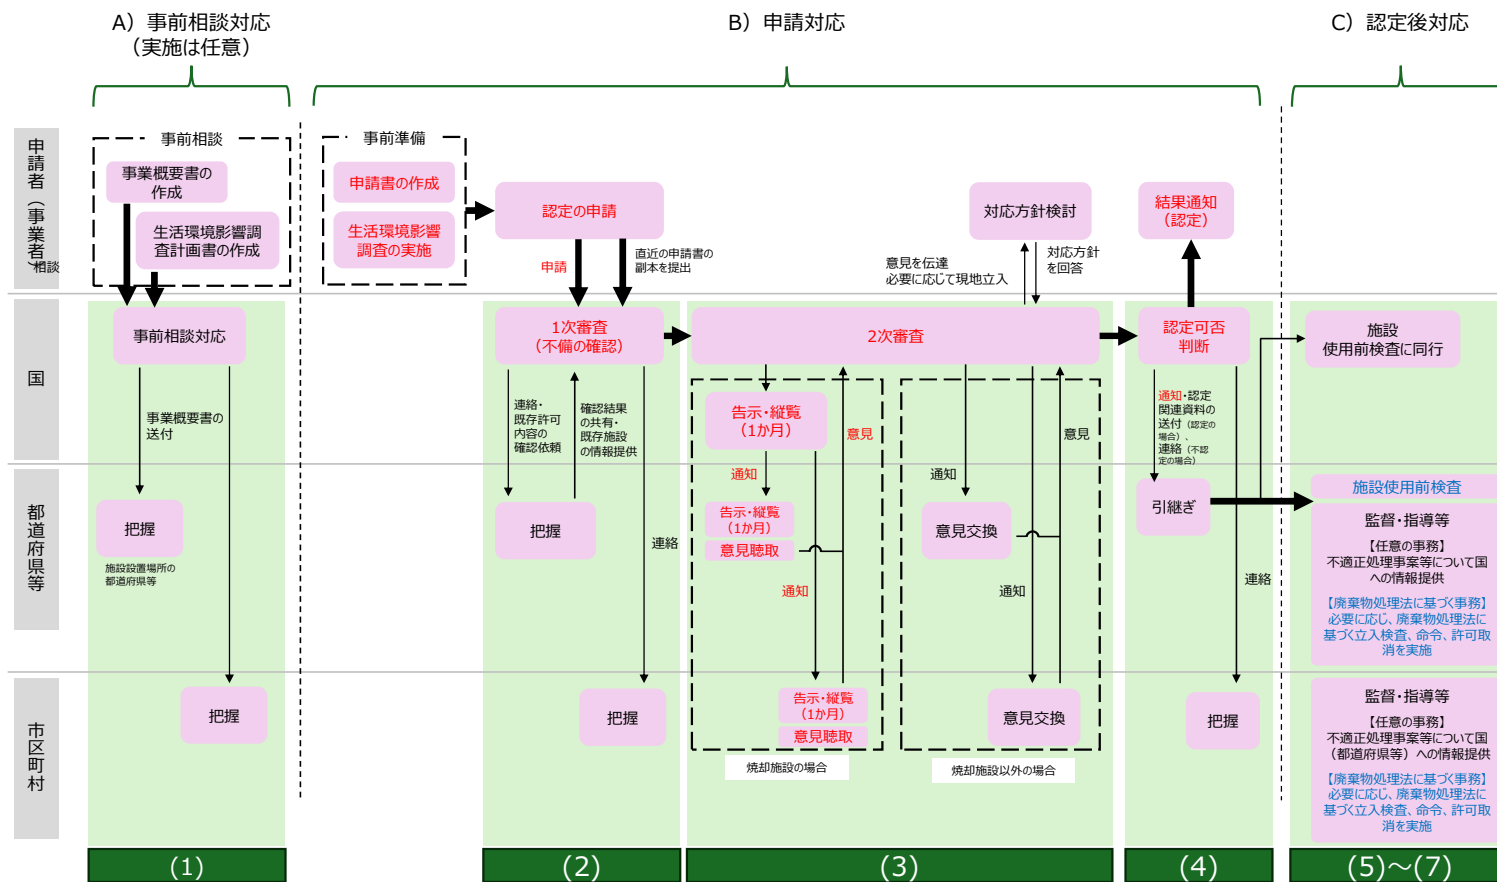 A）事前相談対応
（実施は任意）
B）申請対応
C）認定後対応
申請者（事業者）
事前相談
事業概要書の
作成
生活環境影響調
査計画書の作成
相談
事前準備
申請書の作成
生活環境影響
調査の実施
認定の申請
申請
直近の申請書の
副本を提出
対応方針検討
意見を伝達
必要に応じて現地立入
対応方針
を回答
結果通知
（認定）
国
事前相談対応
事業概要書の
送付
1次審査
（不備の確認）
連絡・
既存許可
内容の
確認依頼
確認結果
の共有・
既存施設
の情報提供
2次審査
告示・縦覧
（1か月）
意見
意見
認定可否
判断
通知・認定
関連資料の
送付（認定の
場合）、
連絡（不認
定の場合）
施設
使用前検査に同行
都道府県等
把握
施設設置場所の
都道府県等
把握
連絡
通知
告示・縦覧
（1か月）
意見聴取
通知
通知
意見交換
通知
引継ぎ
連絡
施設使用前検査
監督・指導等
【任意の事務】
不適正処理事案等について国
への情報提供
【廃棄物処理法に基づく事務】
必要に応じ、廃棄物処理法に
基づく立入検査、命令、許可取
消を実施
市区町村
把握
把握
告示・縦覧
（1か月）
意見聴取
焼却施設の場合
意見交換
焼却施設以外の場合
把握
監督・指導等
【任意の事務】
不適正処理事案等について国
（都道府県等）への情報提供
【廃棄物処理法に基づく事務】
必要に応じ、廃棄物処理法に
基づく立入検査、命令、許可取
消を実施
(1)
(2)
(3)
(4)
(5)～(7)